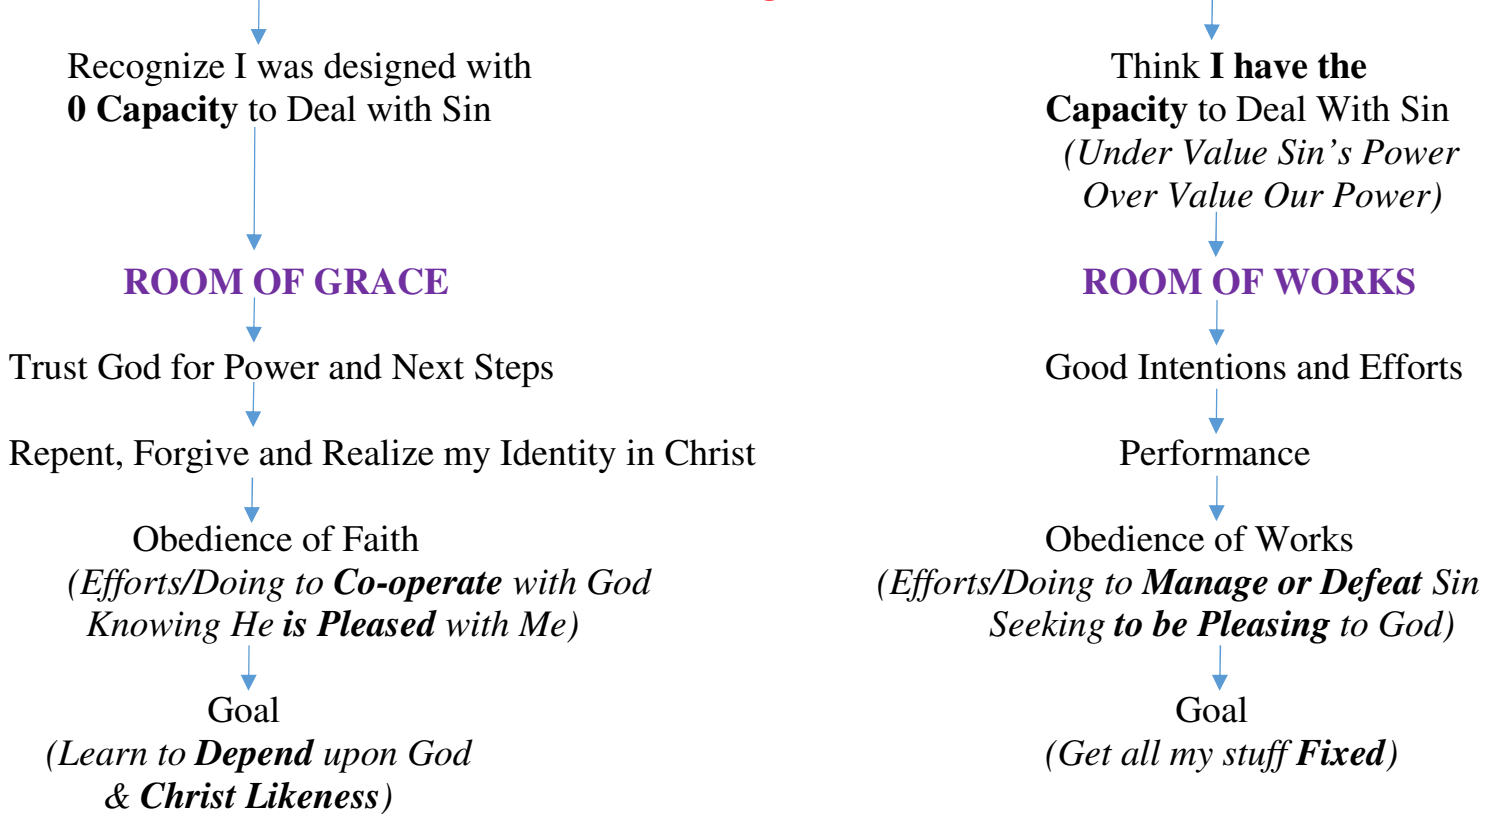 Recognize I was designed with
0 Capacity to Deal with Sin
ROOM OF GRACE
Trust God for Power and Next Steps
Repent, Forgive and Realize my Identity in Christ
Obedience of Faith
(Efforts/Doing to Co-operate with God
Knowing He is Pleased with Me)
Goal
(Learn to Depend upon God
& Christ Likeness)
Think I have the
Capacity to Deal With Sin
(Under Value Sin’s Power
Over Value Our Power)
ROOM OF WORKS
Good Intentions and Efforts
Performance
Obedience of Works
(Efforts/Doing to Manage or Defeat Sin
Seeking to be Pleasing to God)
Goal
(Get all my stuff Fixed)